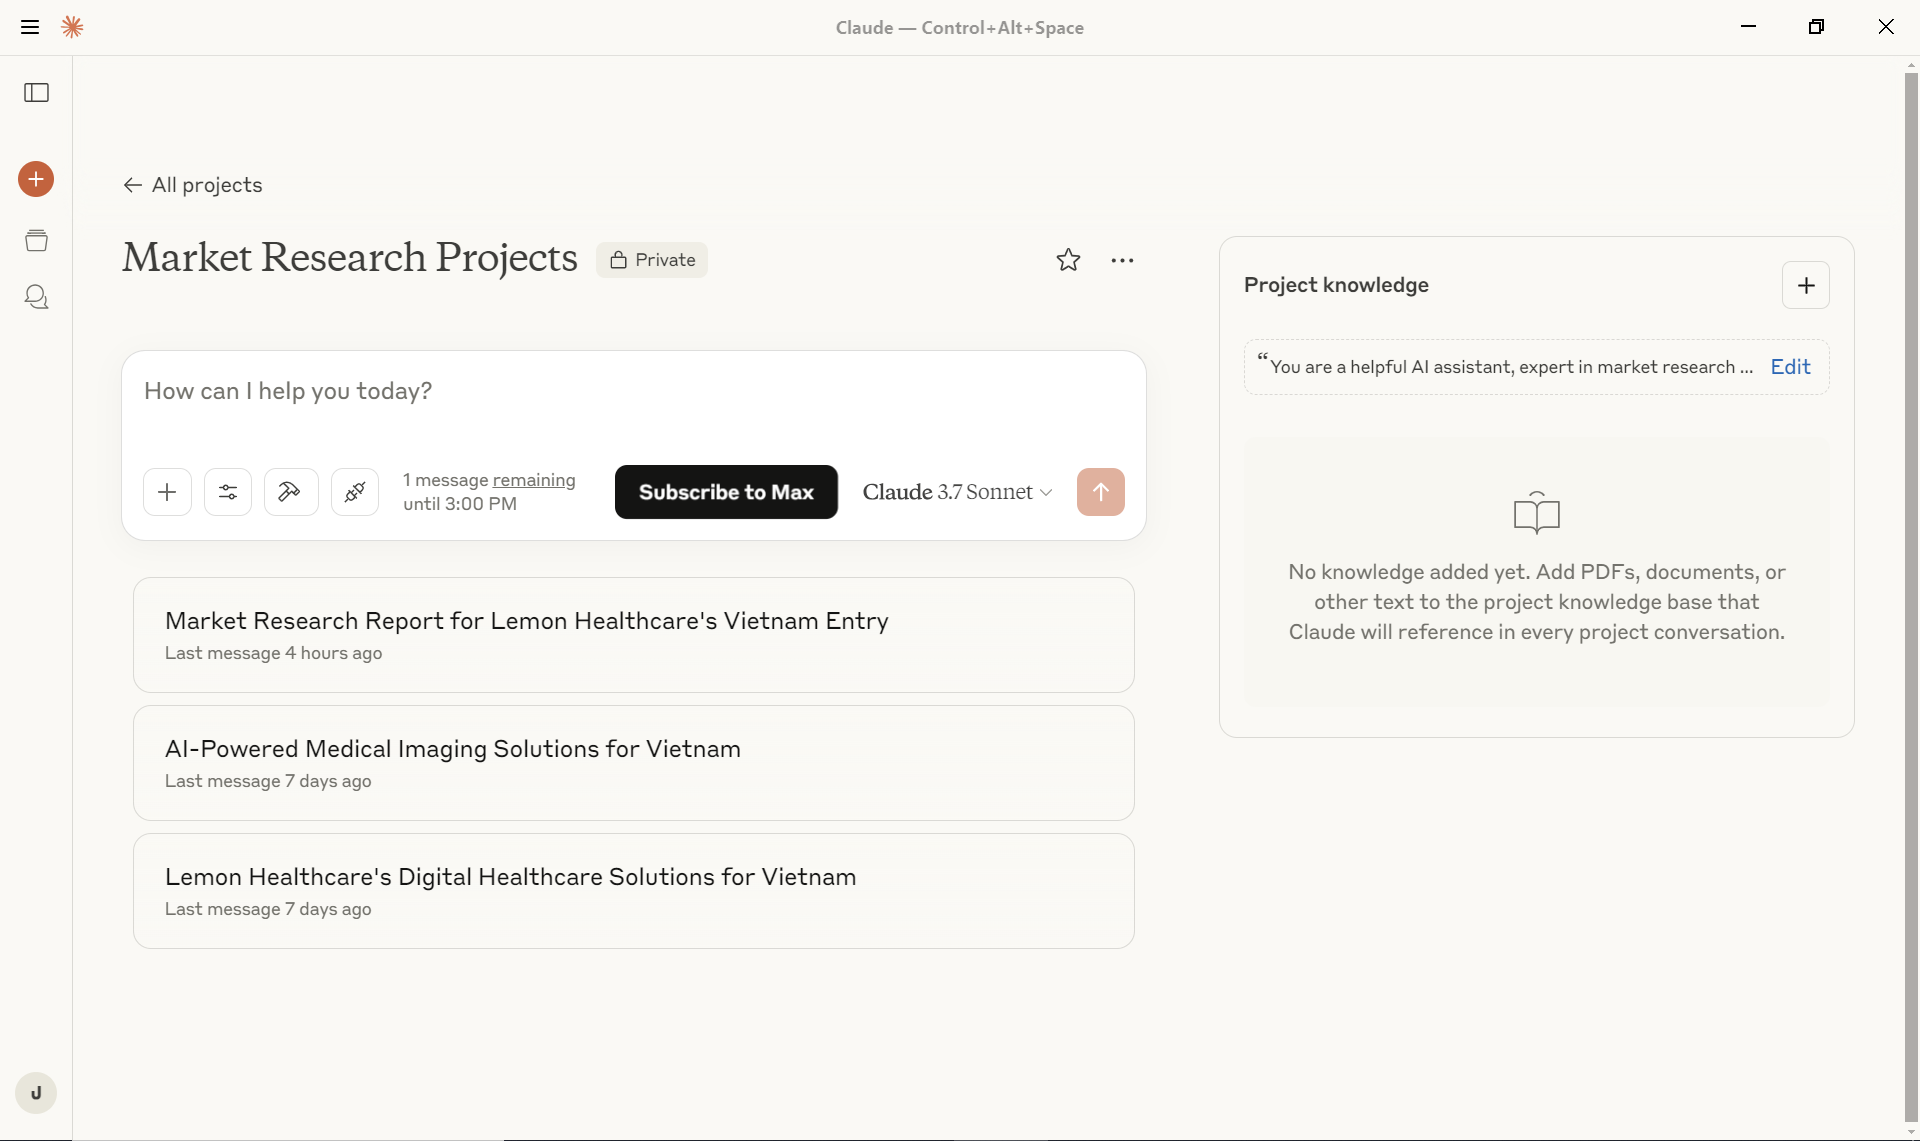 Claude — Control+Alt+Space
All projects
Market Research Projects
Private
How can I help you today?
1 message remaining
until 3:00 PM
Subscribe to Max
Claude 3.7 Sonnet
Market Research Report for Lemon Healthcare's Vietnam Entry
Last message 4 hours ago
AI-Powered Medical Imaging Solutions for Vietnam
Last message 7 days ago
Lemon Healthcare's Digital Healthcare Solutions for Vietnam
Last message 7 days ago
Project knowledge
“You are a helpful AI assistant, expert in market research ...
Edit
No knowledge added yet. Add PDFs, documents, or
other text to the project knowledge base that
Claude will reference in every project conversation.
J